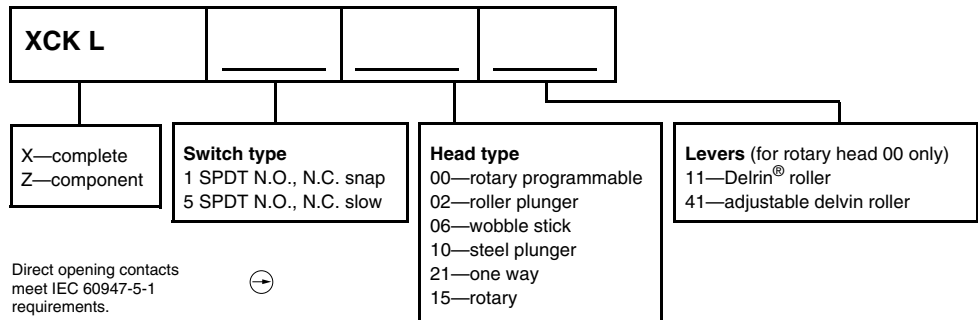 XCK L
X—complete
Z—component
Switch type
1 SPDT N.O., N.C. snap
5 SPDT N.O., N.C. slow
Head type
00—rotary programmable
02—roller plunger
06—wobble stick
10—steel plunger
21—one way
15—rotary
Levers (for rotary head 00 only)
11—Delrin® roller
41—adjustable delvin roller
Direct opening contacts
meet IEC 60947-5-1
requirements.